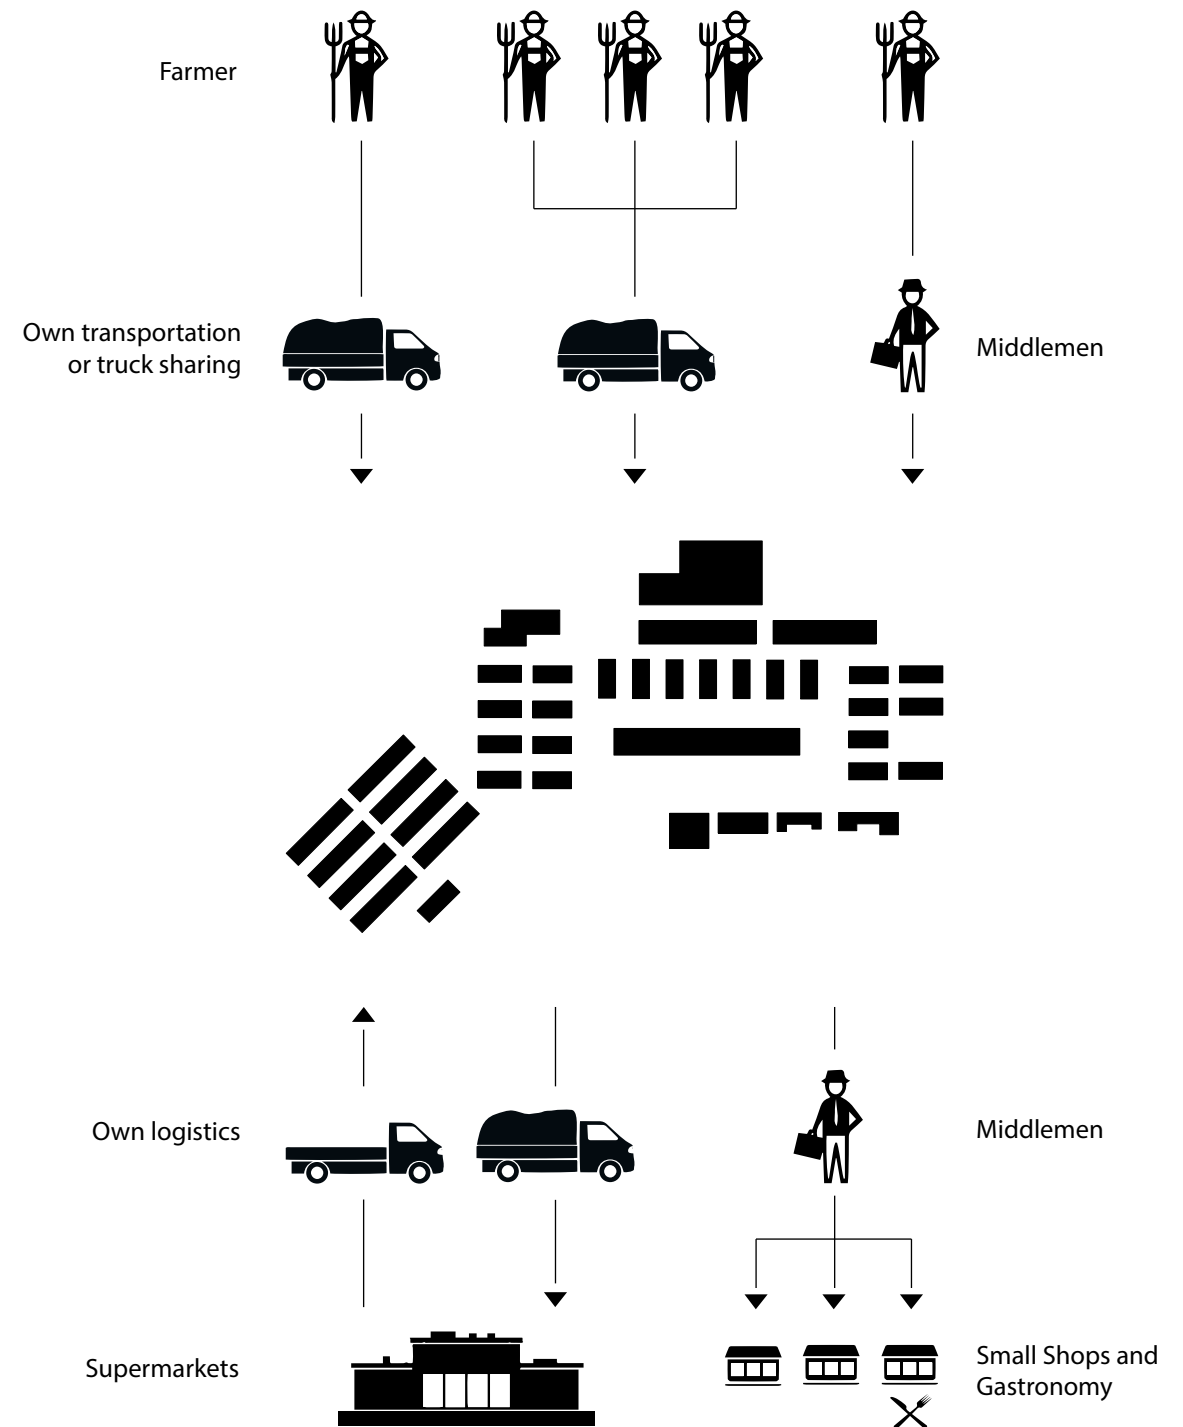 Farmer
Own transportation
or truck sharing
Middlemen
Own logistics
Middlemen
Supermarkets
Small Shops and
Gastronomy